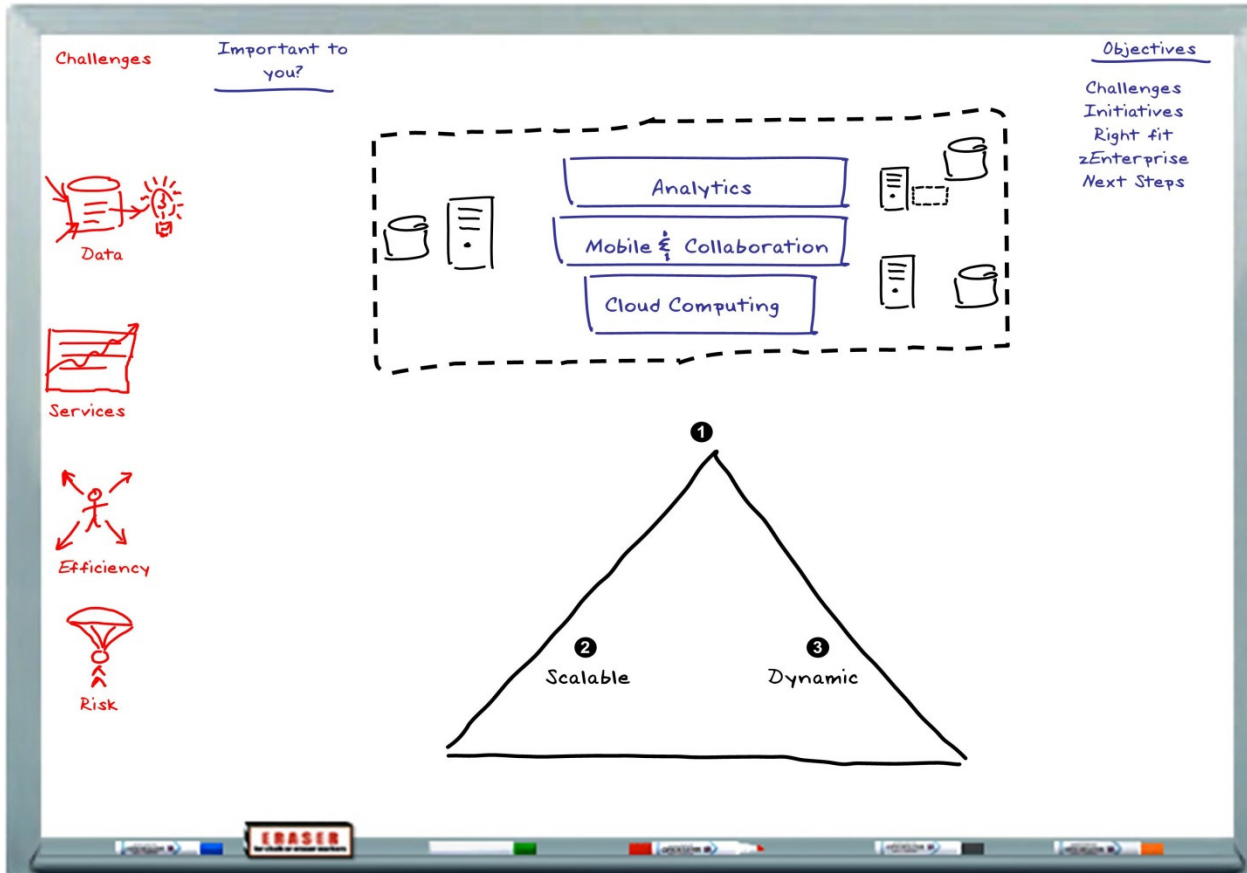 Challenges
Important to
you?
Objectives
Challenges
Initiatives
Right fit
zEnterprise
Next Steps
Data
Services
Efficiency
Risk
Analytics
Mobile & Collaboration
Cloud Computing
1
2
Scalable
3
Dynamic
ERASER